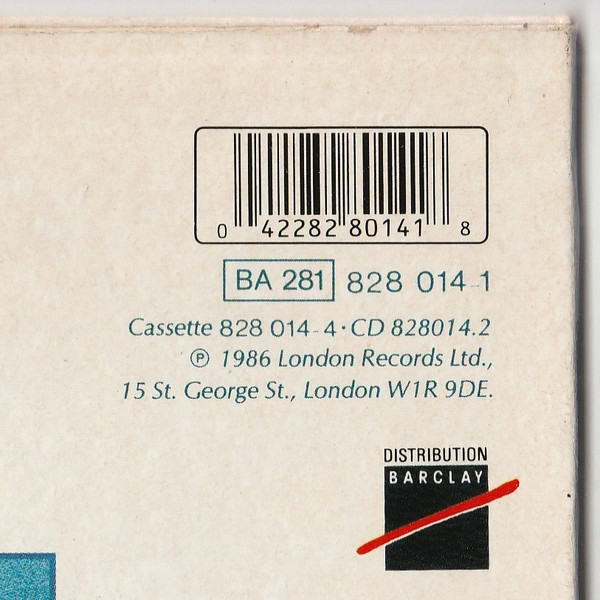 0 42282 80141 8
BA 281 828 014-1
Cassette 828 014-4·CD 828014.2
℗ 1986 London Records Ltd.,
15 St. George St., London W1R 9DE.
DISTRIBUTION
BARCLAY